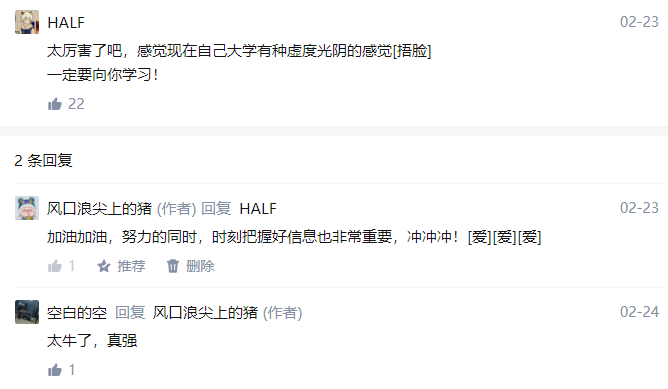 HALF 02-23
太厉害了吧，感觉现在自己大学有种虚度光阴的感觉[捂脸]
一定要向你学习！
22
2 条回复
风口浪尖上的猪 (作者) 回复 HALF 02-23
加油加油，努力的同时，时刻把握好信息也非常重要，冲冲冲！[爱][爱][爱]
1 推荐 删除
空白的空 回复 风口浪尖上的猪 (作者) 02-24
太牛了，真强
1